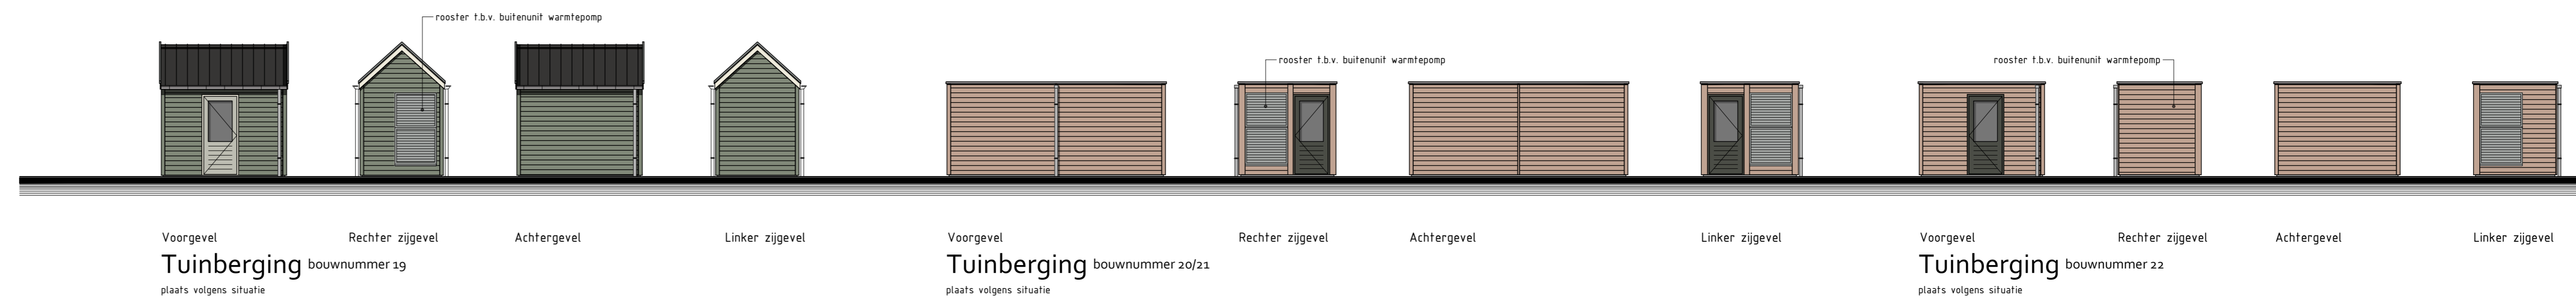 rooster t.b.v. buitenunit warmtepomp
rooster t.b.v. buitenunit warmtepomp
rooster t.b.v. buitenunit warmtepomp
Voorgevel
Rechter zijgevel
Achtergevel
Linker zijgevel
Tuinberging bouwnummer 19
plaats volgens situatie
Voorgevel
Rechter zijgevel
Achtergevel
Linker zijgevel
Tuinberging bouwnummer 20/21
plaats volgens situatie
Voorgevel
Rechter zijgevel
Achtergevel
Linker zijgevel
Tuinberging bouwnummer 22
plaats volgens situatie